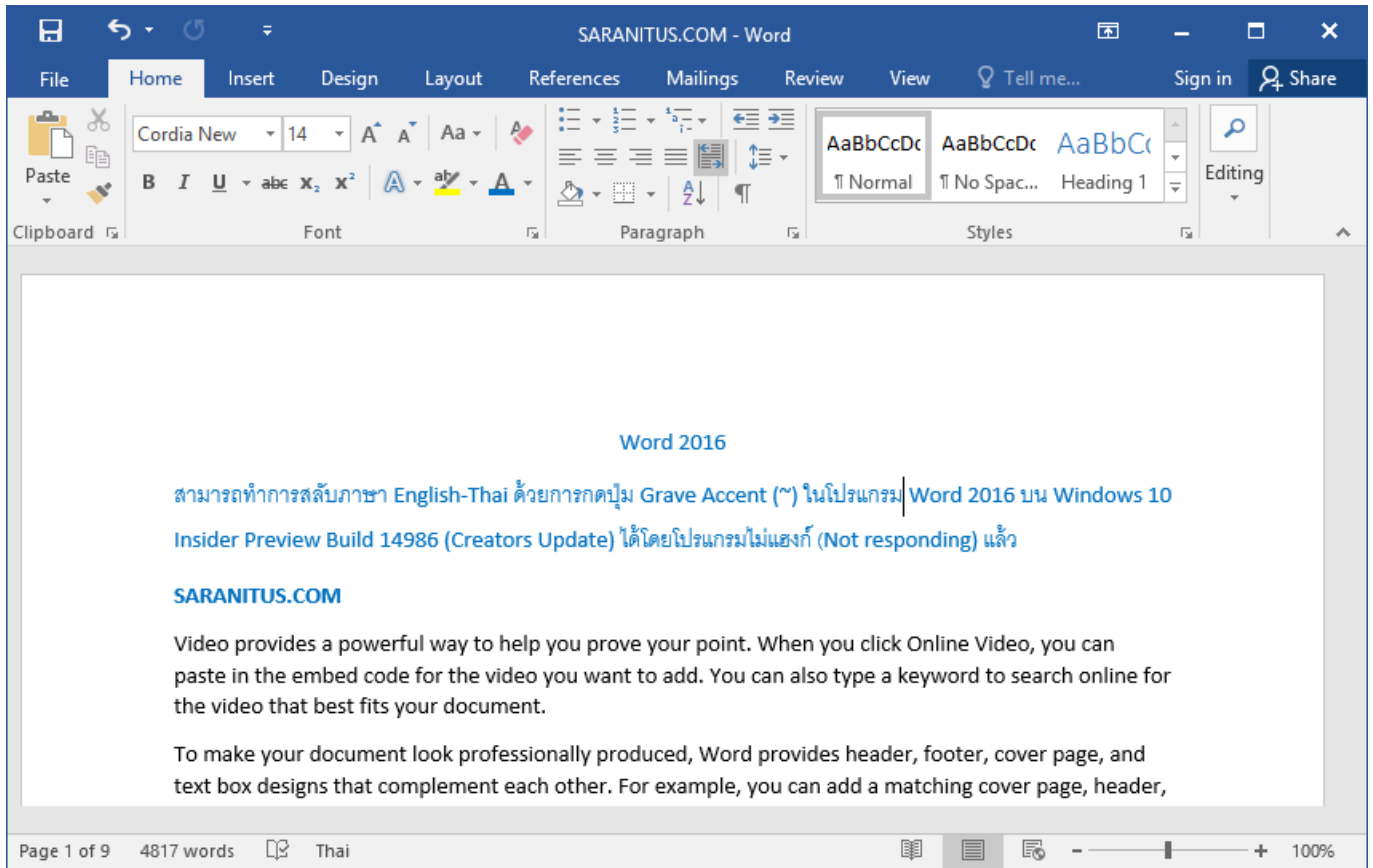 SARANITUS.COM - Word
File Home Insert Design Layout References Mailings Review View Tell me... Sign in Share
Cordia New 14 A A Aa
AaBbCcDc AaBbCcDc AaBbC
Paste B I U abc X₂ X² A ab A A Z ¶ ¶ Normal ¶ No Spac... Heading 1 Editing
Clipboard Font Paragraph Styles
Word 2016
สามารถทำการสลับภาษา English-Thai ด้วยการกดปุ่ม Grave Accent (~) ในโปรแกรม Word 2016 บน Windows 10
Insider Preview Build 14986 (Creators Update) ได้โดยโปรแกรมไม่แฮงก์ (Not responding) แล้ว
SARANITUS.COM
Video provides a powerful way to help you prove your point. When you click Online Video, you can
paste in the embed code for the video you want to add. You can also type a keyword to search online for
the video that best fits your document.
To make your document look professionally produced, Word provides header, footer, cover page, and
text box designs that complement each other. For example, you can add a matching cover page, header,
Page 1 of 9 4817 words Thai 100%